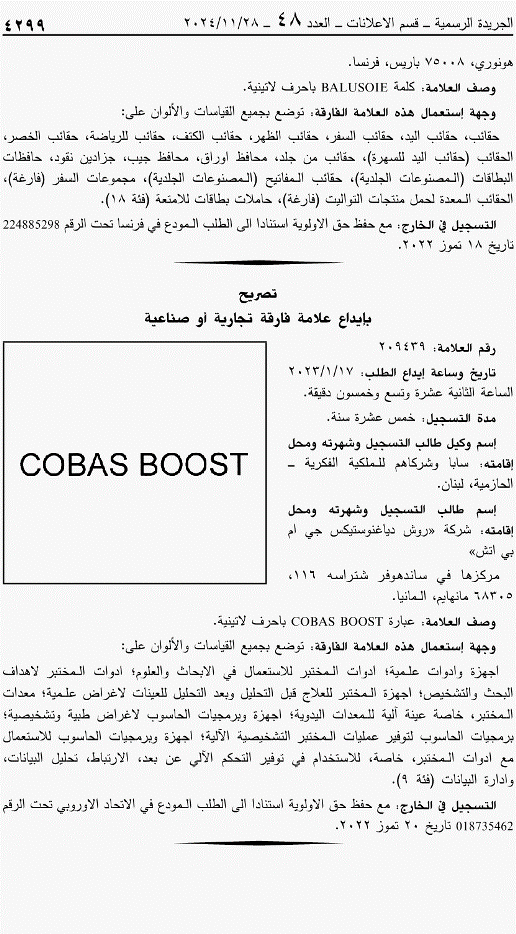 الجريدة الرسمية ــ قسم الاعلانات ــ العدد ٤٨ ــ ٢٠٢٤/١١/٢٨
٤٢٩٩
هونوري، ٧٥٠٠٨ باريس، فرنسا.
وصف العلامة: كلمة BALUSOIE باحرف لاتينية.
وجهة إستعمال هذه العلامة الفارقة: توضع بجميع القياسات والألوان على:
حقائب، حقائب اليد، حقائب السفر، حقائب الظهر، حقائب الكتف، حقائب للرياضة، حقائب الخصر،
الحقائب (حقائب اليد للسهرة)، حقائب من جلد، محافظ اوراق، محافظ جيب، جزادين نقود، حافظات
البطاقات (المصنوعات الجلدية)، حقائب المفاتيح (المصنوعات الجلدية)، مجموعات السفر (فارغة)،
الحقائب المعدة لحمل منتجات التواليت (فارغة)، حاملات بطاقات للامتعة (فئة ١٨).
التسجيل في الخارج: مع حفظ حق الاولوية استنادا الى الطلب المودع في فرنسا تحت الرقم 224885298
تاريخ ١٨ تموز ٢٠٢٢.
تصريح
بإيداع علامة فارقة تجارية أو صناعية
رقم العلامة: ٢٠٩٤٣٩
تاريخ وساعة إيداع الطلب: ٢٠٢٣/١/١٧
الساعة الثانية عشرة وتسع وخمسون دقيقة.
مدة التسجيل: خمس عشرة سنة.
إسم وكيل طالب التسجيل وشهرته ومحل
إقامته: سابا وشركاهم للملكية الفكرية ــ
الحازمية، لبنان.
إسم طالب التسجيل وشهرته ومحل
إقامته: شركة «روش دياغنوستيكس جي ام
بي اتش»
مركزها في ساندهوفر شتراسه ١١٦،
٦٨٣٠٥ مانهايم، المانيا.
COBAS BOOST
وصف العلامة: عبارة COBAS BOOST باحرف لاتينية.
وجهة إستعمال هذه العلامة الفارقة: توضع بجميع القياسات والألوان على:
اجهزة وادوات علمية؛ ادوات المختبر للاستعمال في الابحاث والعلوم؛ ادوات المختبر لاهداف
البحث والتشخيص؛ اجهزة المختبر للعلاج قبل التحليل وبعد التحليل للعينات لاغراض علمية؛ معدات
المختبر، خاصة عينة آلية للمعدات اليدوية؛ اجهزة وبرمجيات الحاسوب لاغراض طبية وتشخيصية؛
برمجيات الحاسوب لتوفير عمليات المختبر التشخيصية الآلية؛ اجهزة وبرمجيات الحاسوب للاستعمال
مع ادوات المختبر، خاصة، للاستخدام في توفير التحكم الآلي عن بعد، الارتباط، تحليل البيانات،
وادارة البيانات (فئة ٩).
التسجيل في الخارج: مع حفظ حق الاولوية استنادا الى الطلب المودع في الاتحاد الاوروبي تحت الرقم
018735462 تاريخ ٢٠ تموز ٢٠٢٢.